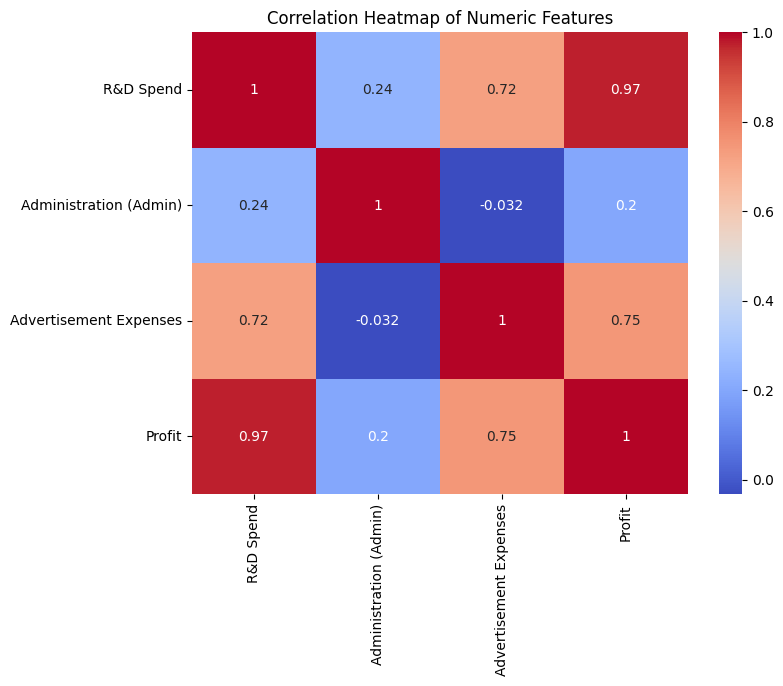 Correlation Heatmap of Numeric Features
R&D Spend 1 0.24 0.72 0.97
Administration (Admin) 0.24 1 -0.032 0.2
Advertisement Expenses 0.72 -0.032 1 0.75
Profit 0.97 0.2 0.75 1
R&D Spend
Administration (Admin)
Advertisement Expenses
Profit
1.0
0.8
0.6
0.4
0.2
0.0